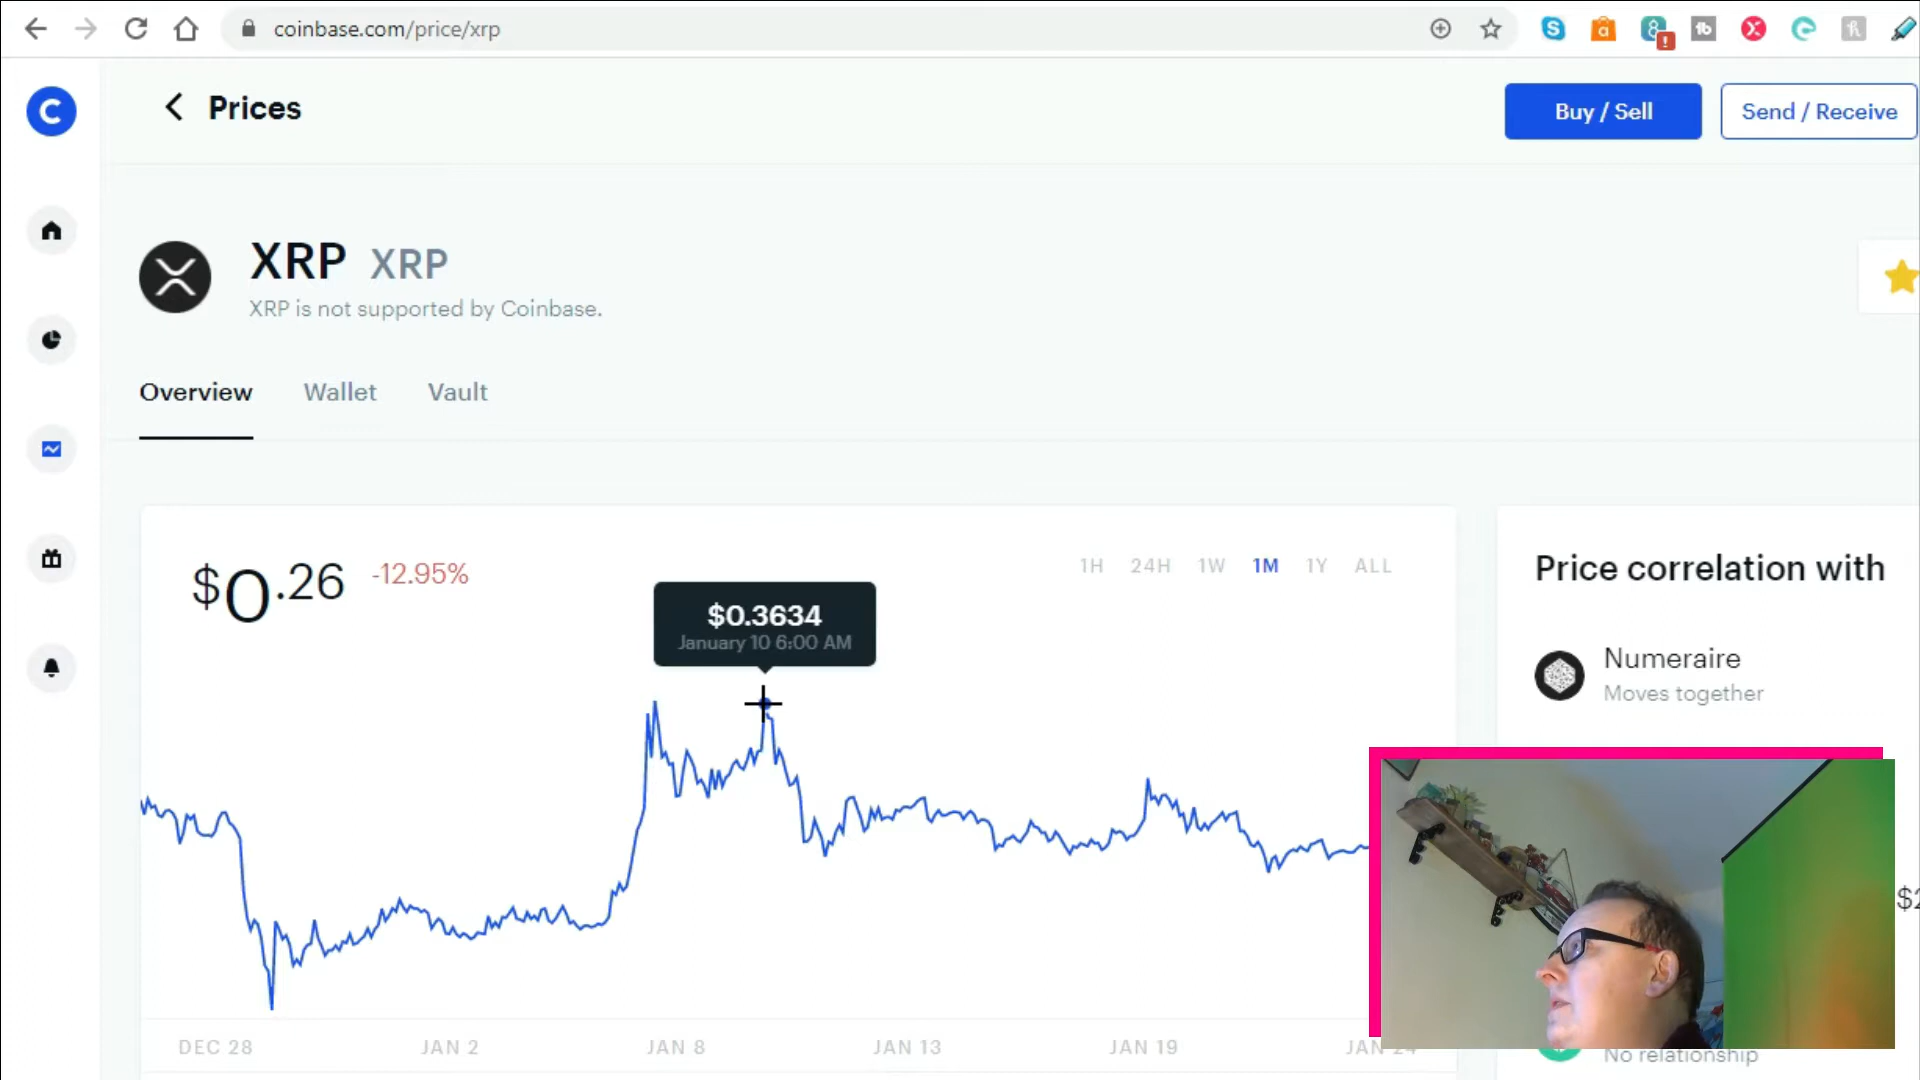 coinbase.com/price/xrp
Prices
Buy / Sell
Send / Receive
XRP XRP
XRP is not supported by Coinbase.
Overview
Wallet
Vault
$0.26 -12.95%
1H 24H 1W 1M 1Y ALL
$0.3634
January 10 6:00 AM
Price correlation with
Numeraire
Moves together
No relationship
DEC 28 JAN 2 JAN 8 JAN 13 JAN 19 JAN 24